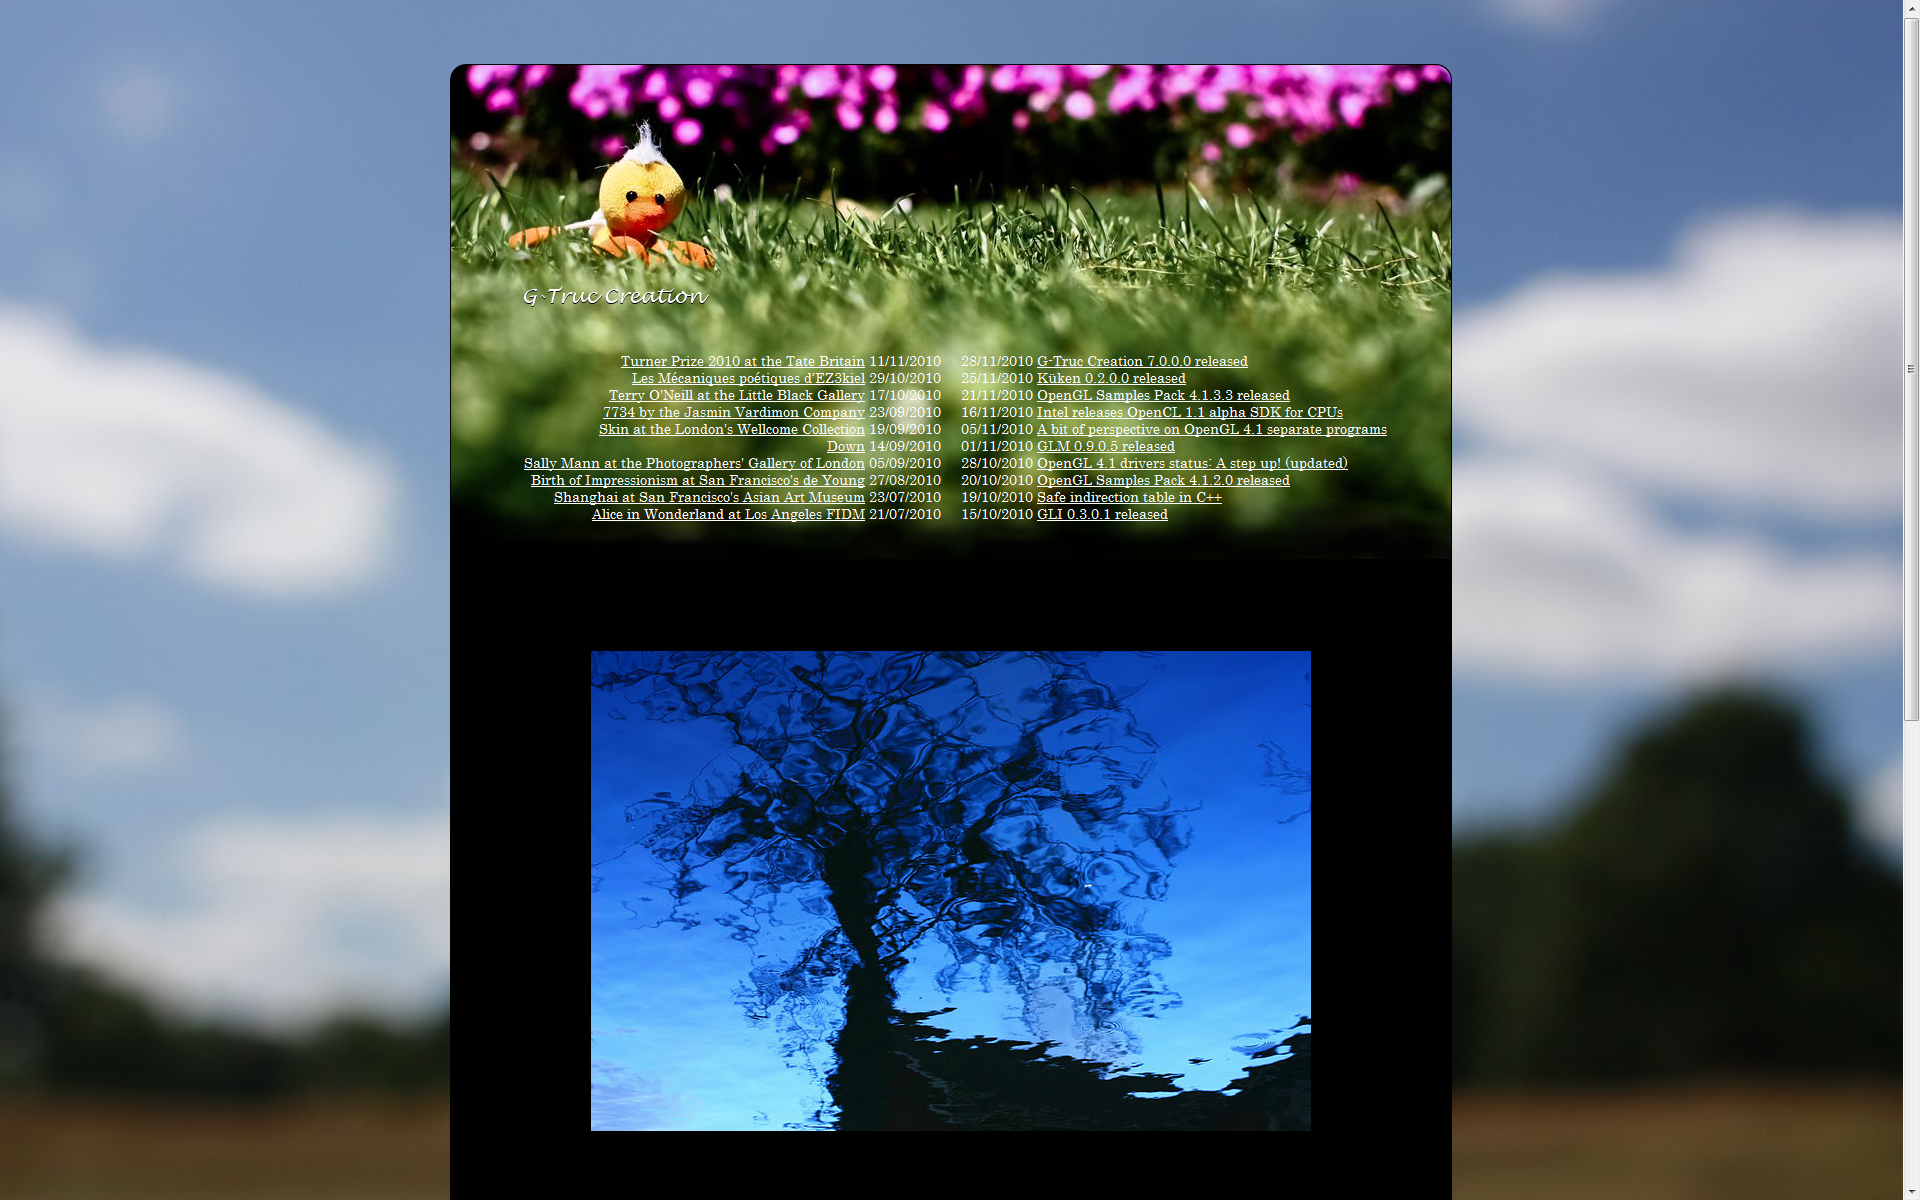 G-Truc Creation
Turner Prize 2010 at the Tate Britain 11/11/2010
Les Mécaniques poétiques d'EZ3kiel 29/10/2010
Terry O'Neill at the Little Black Gallery 17/10/2010
7734 by the Jasmin Vardimon Company 23/09/2010
Skin at the London's Wellcome Collection 19/09/2010
Down 14/09/2010
Sally Mann at the Photographers' Gallery of London 05/09/2010
Birth of Impressionism at San Francisco's de Young 27/08/2010
Shanghai at San Francisco's Asian Art Museum 23/07/2010
Alice in Wonderland at Los Angeles FIDM 21/07/2010
28/11/2010 G-Truc Creation 7.0.0.0 released
25/11/2010 Küken 0.2.0.0 released
21/11/2010 OpenGL Samples Pack 4.1.3.3 released
16/11/2010 Intel releases OpenCL 1.1 alpha SDK for CPUs
05/11/2010 A bit of perspective on OpenGL 4.1 separate programs
01/11/2010 GLM 0.9.0.5 released
28/10/2010 OpenGL 4.1 drivers status: A step up! (updated)
20/10/2010 OpenGL Samples Pack 4.1.2.0 released
19/10/2010 Safe indirection table in C++
15/10/2010 GLI 0.3.0.1 released